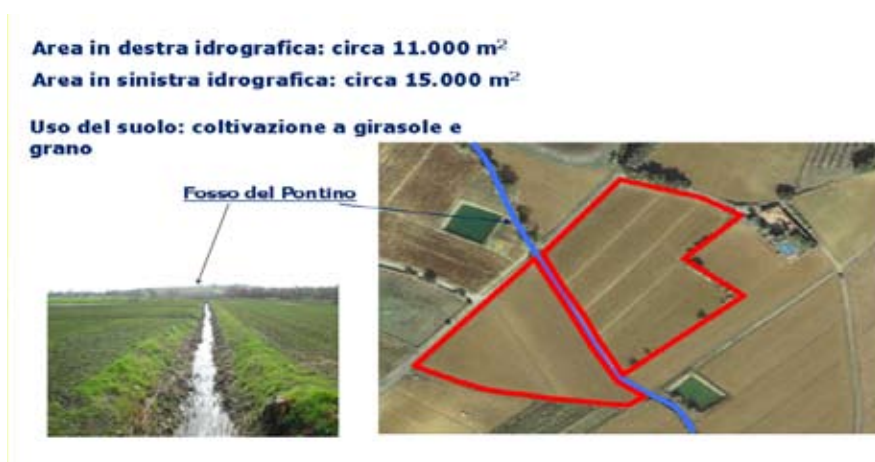 Area in destra idrografica: circa 11.000 m²
Area in sinistra idrografica: circa 15.000 m²
Uso del suolo: coltivazione a girasole e
grano
Fosso del Pontino